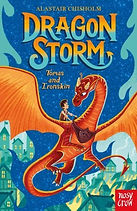 ALASTAIR CHISHOLM
DRAGON
STORM
Tomas and
Ironskin
nosy
crow